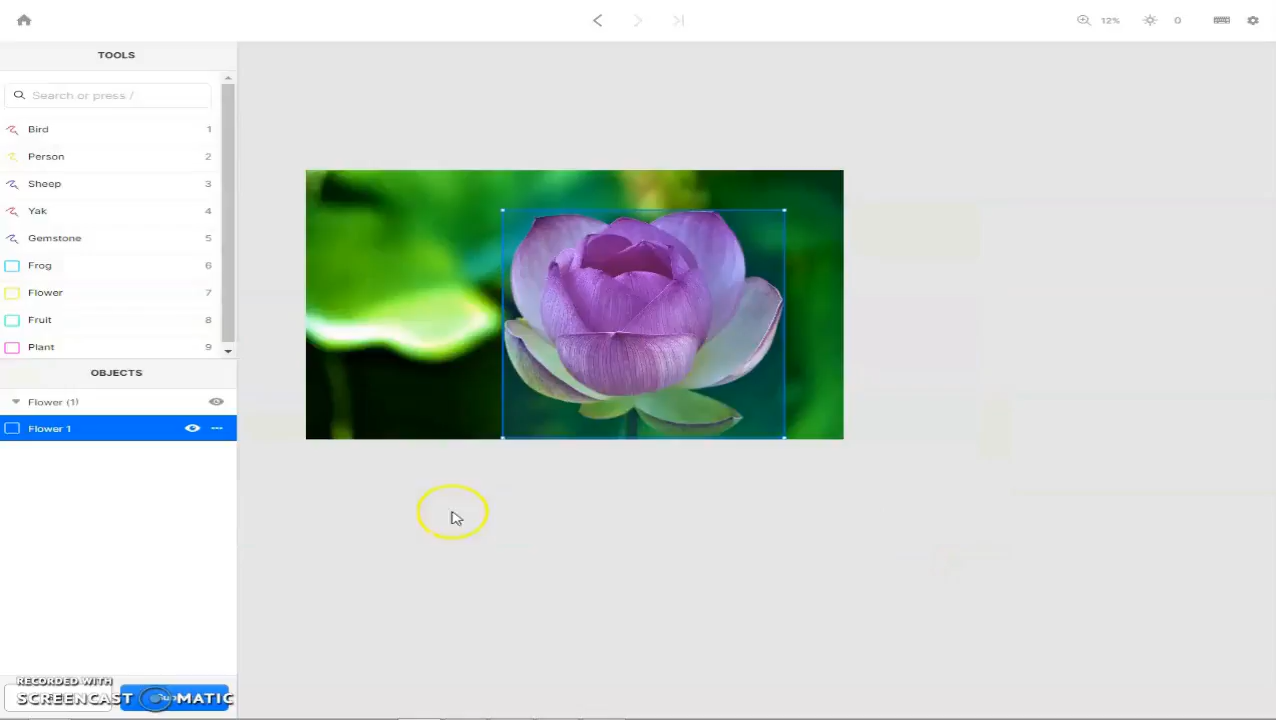 12%
0
TOOLS
Search or press /
Bird 1
Person 2
Sheep 3
Yak 4
Gemstone 5
Frog 6
Flower 7
Fruit 8
Plant 9
OBJECTS
Flower (1)
Flower 1
RECORDED WITH
SCREENCAST MATIC